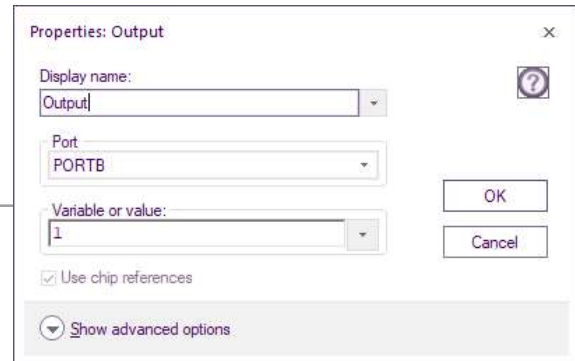 Properties: Output
Display name:
Output
Port
PORTB
Variable or value:
1
Use chip references
OK
Cancel
Show advanced options